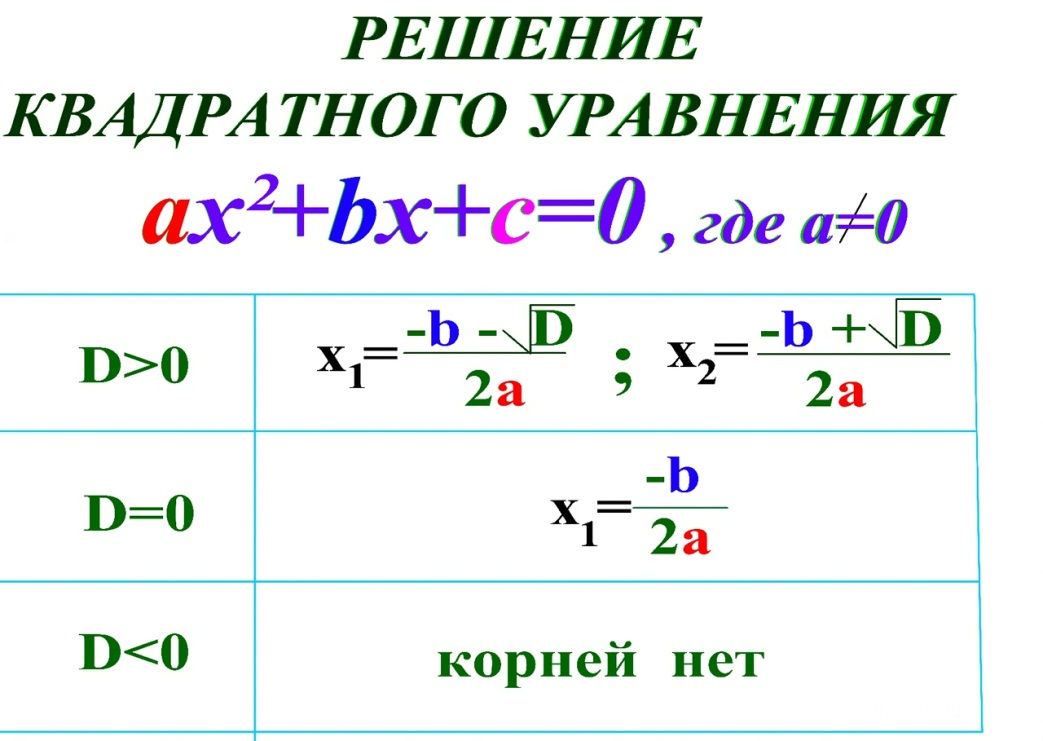 РЕШЕНИЕ
КВАДРАТНОГО УРАВНЕНИЯ
ax²+bx+c=0 , где a≠0
D>0 x₁=(-b - √D)/2a ; x₂=(-b + √D)/2a
D=0 x₁=-b/2a
D<0 корней нет